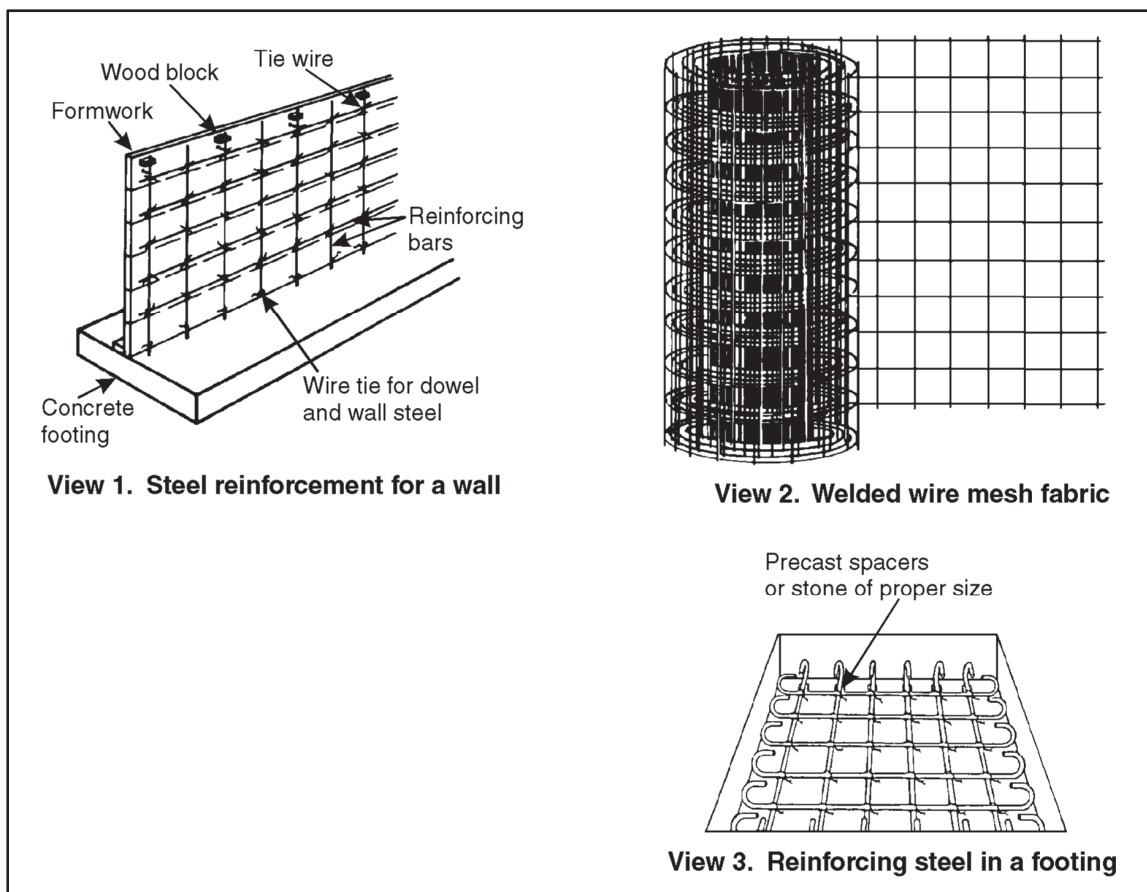 Tie wire
Wood block
Formwork
Reinforcing
bars
Wire tie for dowel
and wall steel
Concrete
footing
View 1. Steel reinforcement for a wall
View 2. Welded wire mesh fabric
Precast spacers
or stone of proper size
View 3. Reinforcing steel in a footing